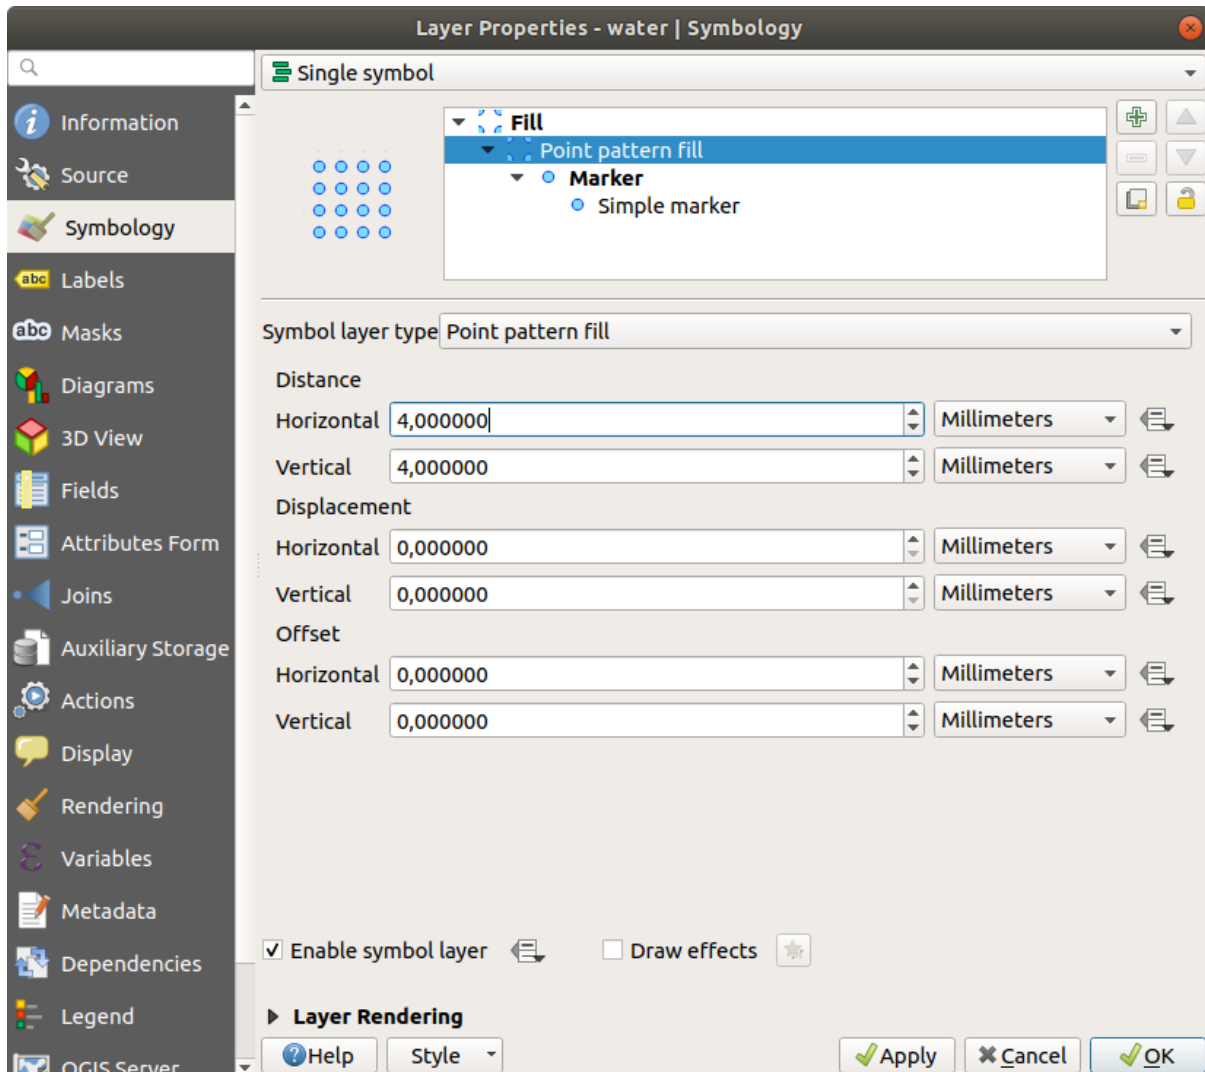 Layer Properties - water | Symbology
Single symbol
Information
Source
Symbology
Labels
Masks
Diagrams
3D View
Fields
Attributes Form
Joins
Auxiliary Storage
Actions
Display
Rendering
Variables
Metadata
Dependencies
Legend
QGIS Server
abc
abc
Fill
Point pattern fill
Marker
Simple marker
Symbol layer type Point pattern fill
Distance
Horizontal 4,000000 Millimeters
Vertical 4,000000 Millimeters
Displacement
Horizontal 0,000000 Millimeters
Vertical 0,000000 Millimeters
Offset
Horizontal 0,000000 Millimeters
Vertical 0,000000 Millimeters
Enable symbol layer Draw effects
Layer Rendering
Help Style Apply Cancel OK